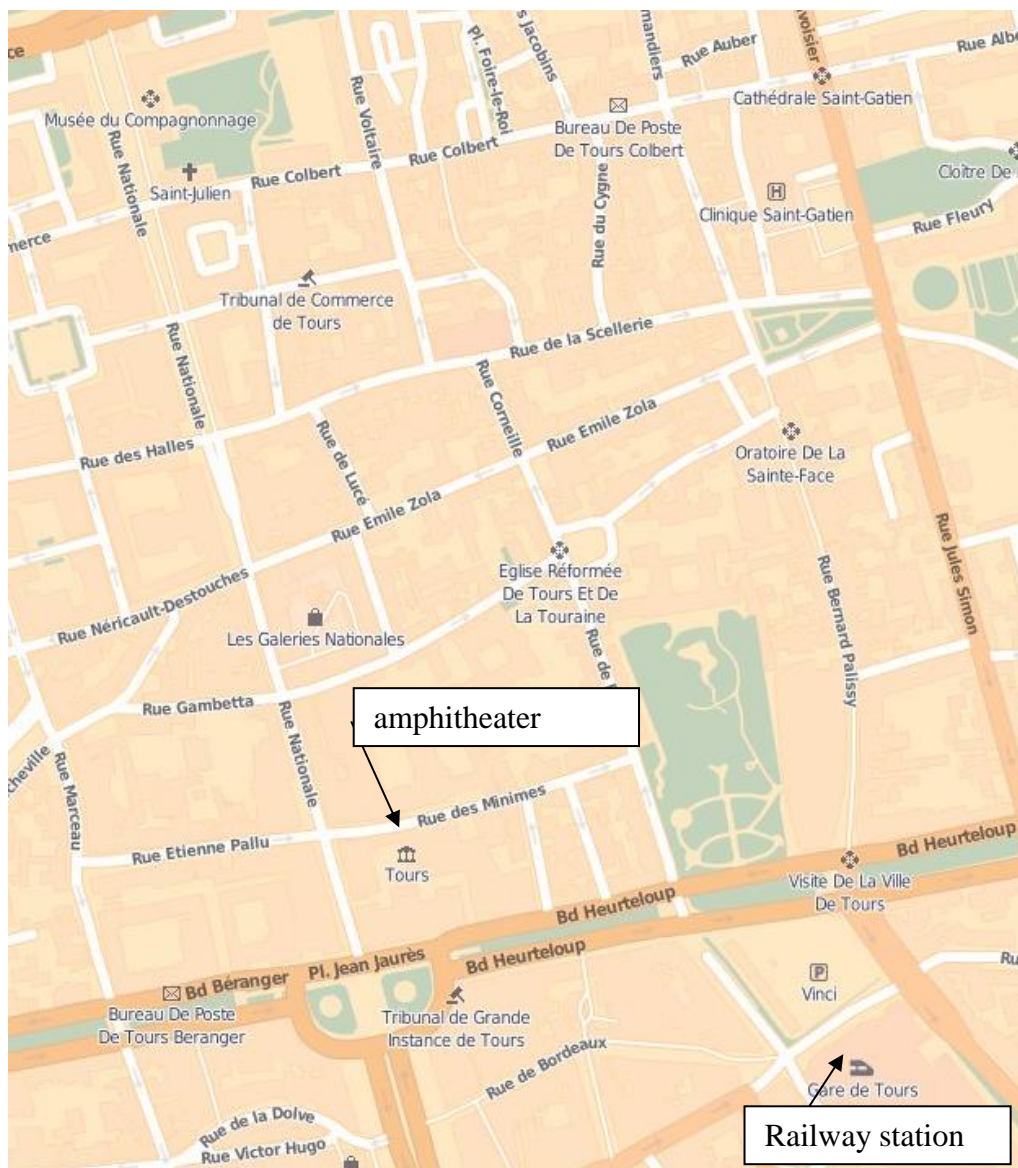 Rue Auber
Rue Albe
Pl. Foire-le-Roi
s Jacobins
mandiers
voisier
ce
Musée du Compagnonnage
Rue Voltaire
Cathédrale Saint-Gatien
Bureau De Poste
De Tours Colbert
Rue Nationale
Rue Colbert
Rue Colbert
Saint-Julien
Rue du Cygne
Clinique Saint-Gatien
Cloître De
Rue Fleury
merce
Tribunal de Commerce
de Tours
Rue Nationale
Rue de la Scellerie
Rue Corneille
Rue Emile Zola
Rue des Halles
Rue de Lucé
Oratoire De La
Sainte-Face
Rue Emile Zola
Rue Jules Simon
Eglise Réformée
De Tours Et De
La Touraine
Rue Bernard Palissy
Rue Néricault-Destouches
Les Galeries Nationales
Rue de
Rue Gambetta
amphitheater
Rue Nationale
cheville
Rue Marceau
Rue des Minimes
Rue Etienne Pallu
Tours
Bd Heurteloup
Visite De La Ville
De Tours
Bd Heurteloup
Pl. Jean Jaurès
Bd Heurteloup
Bd Béranger
Ru
P
Vinci
H
Bureau De Poste
De Tours Beranger
Tribunal de Grande
Instance de Tours
Rue de Bordeaux
Gare de Tours
Rue de la Dolve
Rue Victor Hugo
Railway station